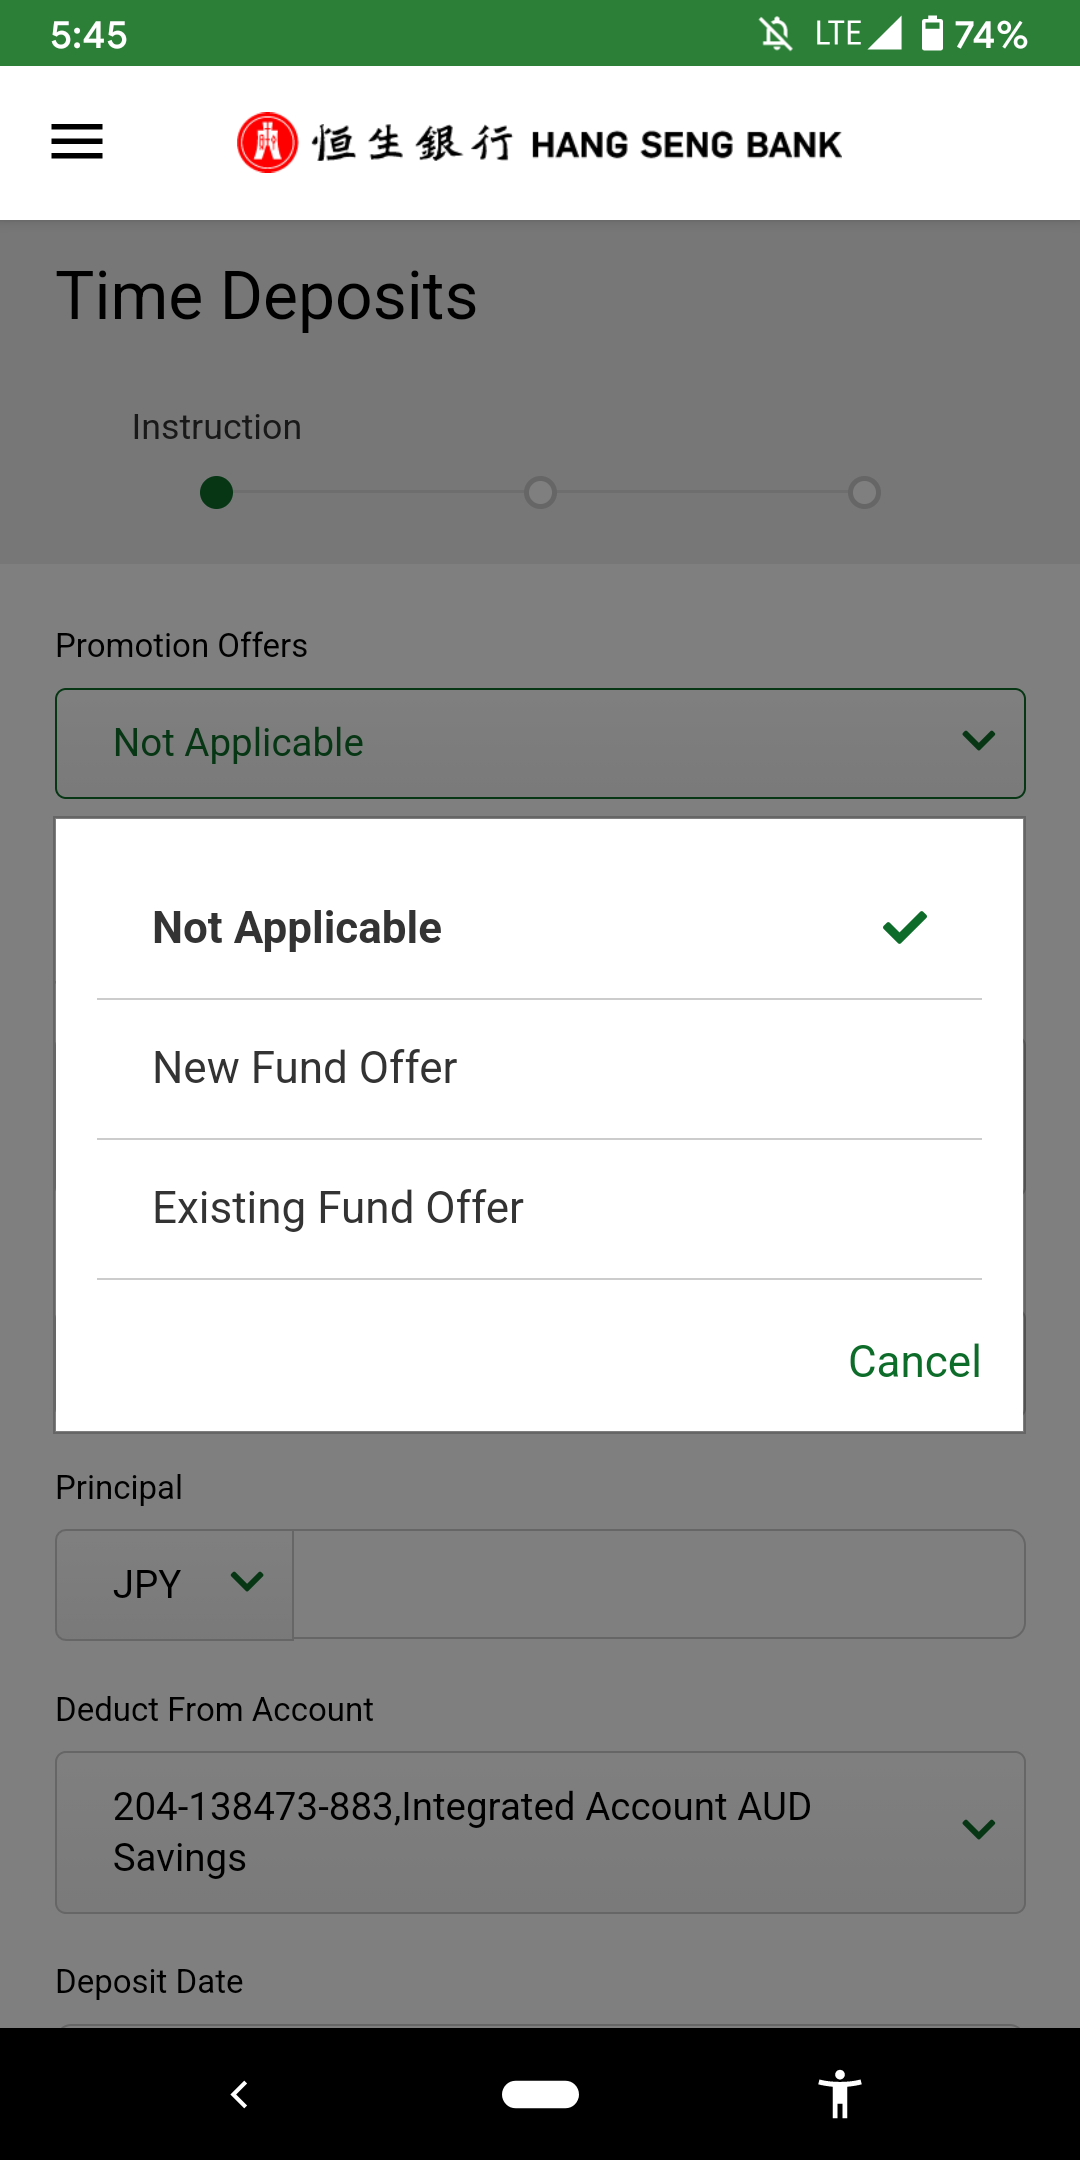 5:45
LTE
74%
恒生銀行 HANG SENG BANK
Time Deposits
Instruction
Promotion Offers
Not Applicable
Not Applicable
New Fund Offer
Existing Fund Offer
Cancel
Principal
JPY
Deduct From Account
204-138473-883,Integrated Account AUD
Savings
Deposit Date